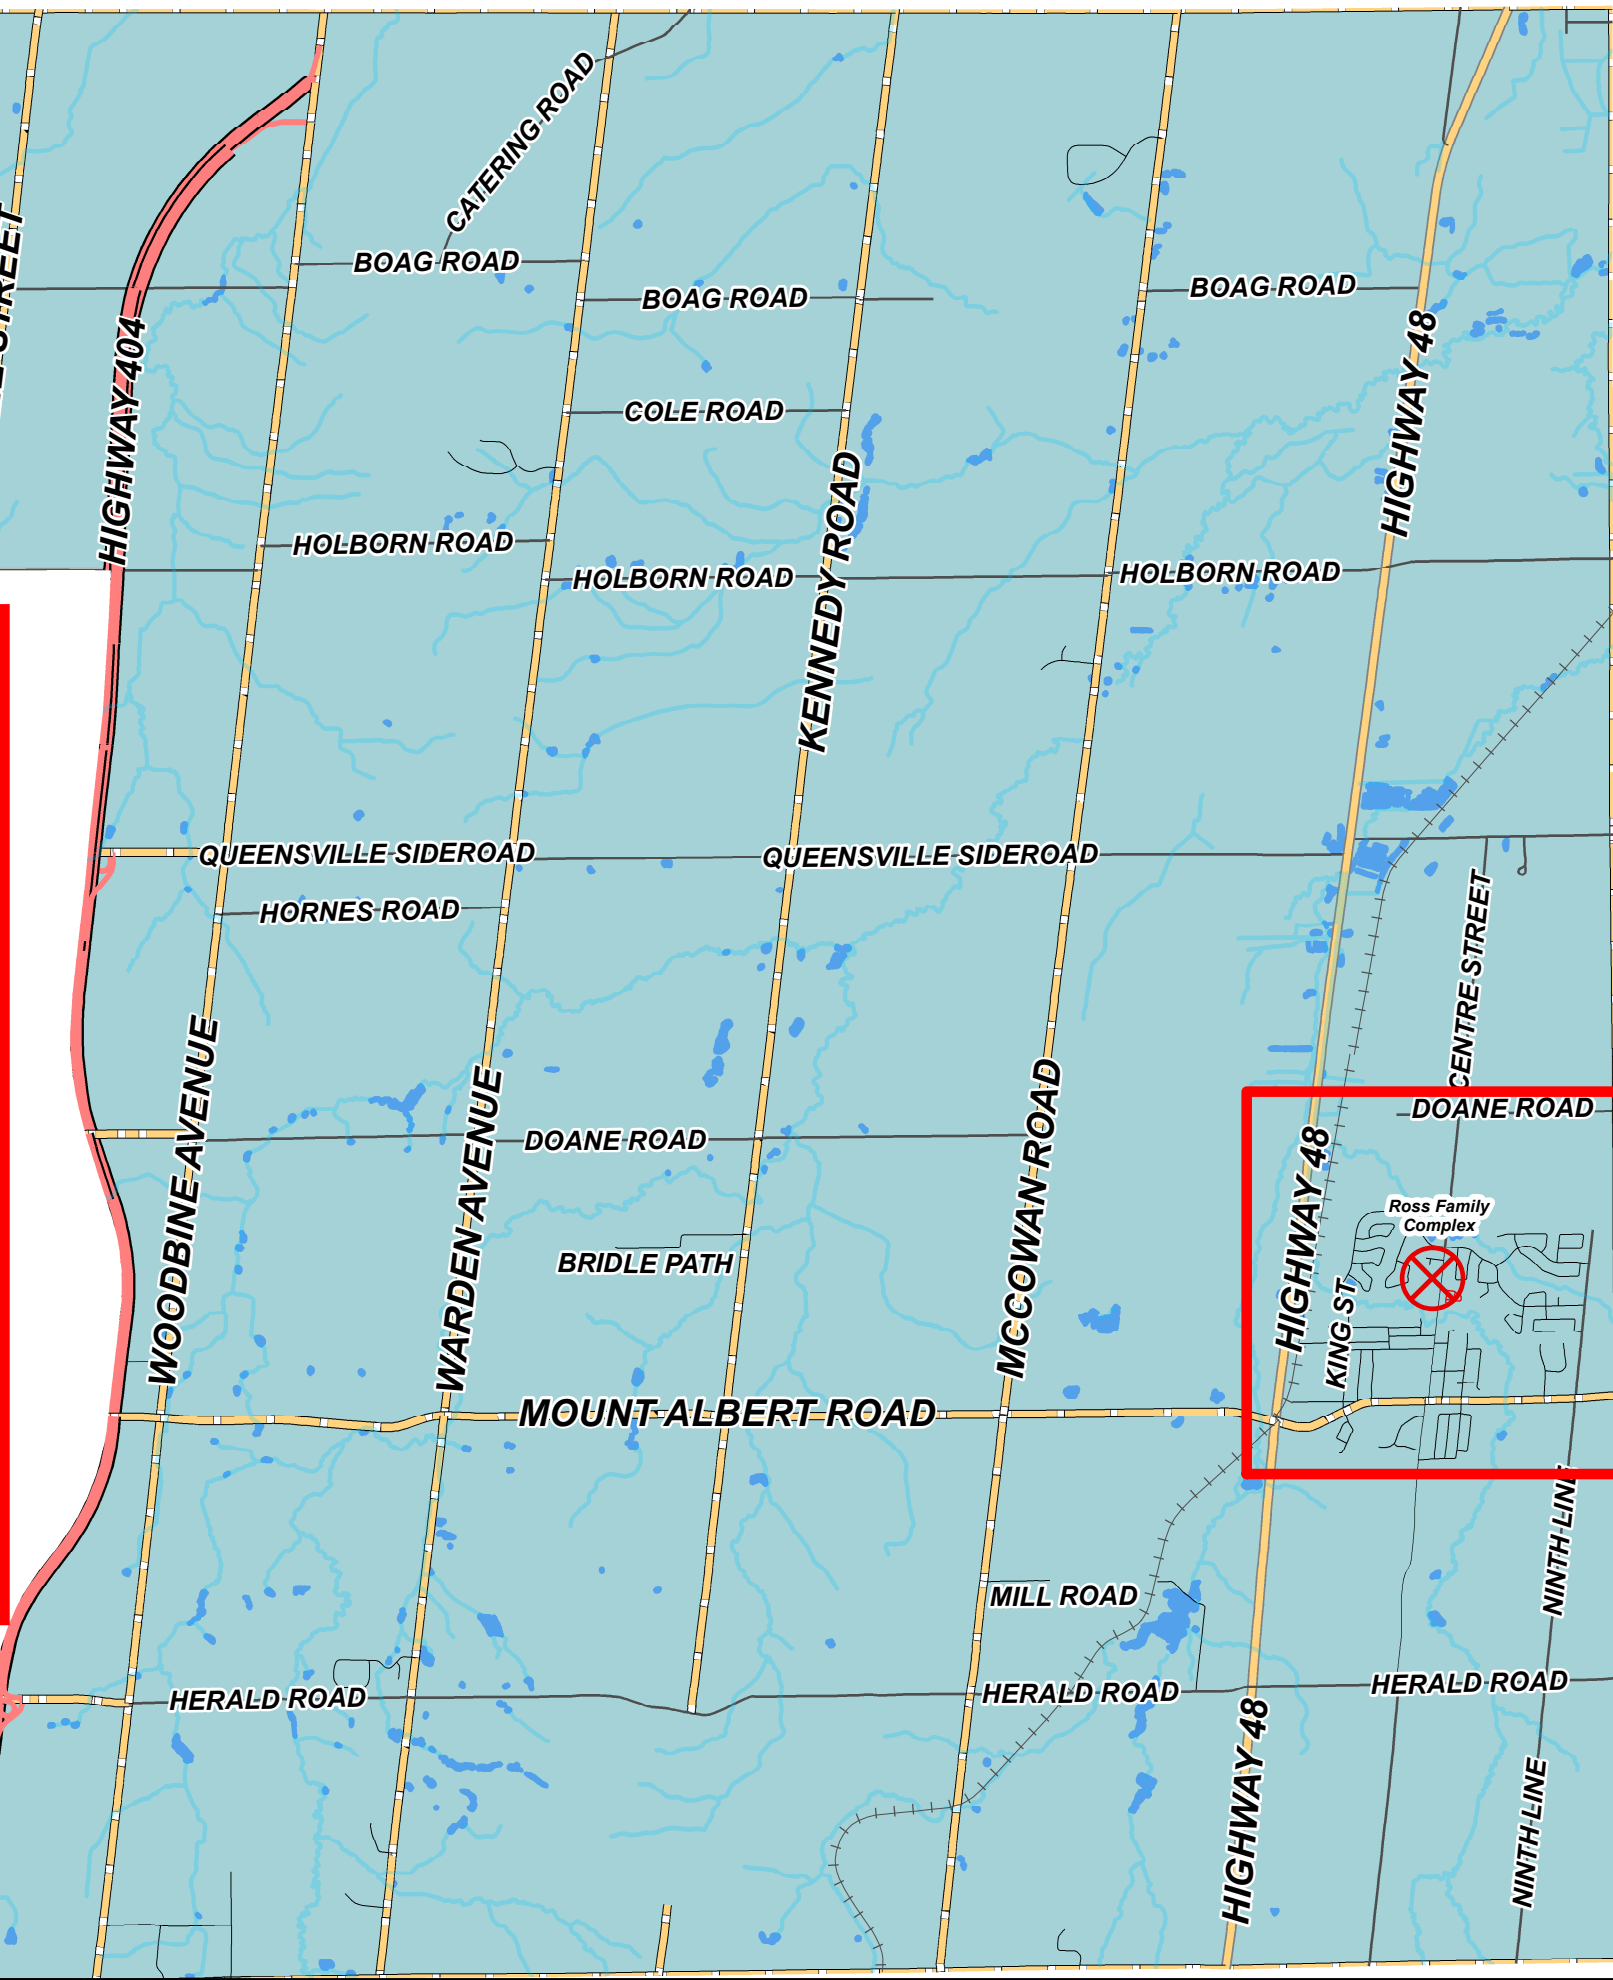 CATERING ROAD
BOAG ROAD
BOAG ROAD
BOAG ROAD
HIGHWAY 404
HIGHWAY 48
COLE ROAD
KENNEDY ROAD
HOLBORN ROAD
HOLBORN ROAD
HOLBORN ROAD
QUEENSVILLE SIDEROAD
QUEENSVILLE SIDEROAD
HORNES ROAD
CENTRE STREET
WOODBINE AVENUE
WARDEN AVENUE
MCCOWAN ROAD
DOANE ROAD
DOANE ROAD
HIGHWAY 48
Ross Family
Complex
BRIDLE PATH
KING ST
MOUNT ALBERT ROAD
NINTH LINE
MILL ROAD
HERALD ROAD
HERALD ROAD
HERALD ROAD
HIGHWAY 48
NINTH LINE